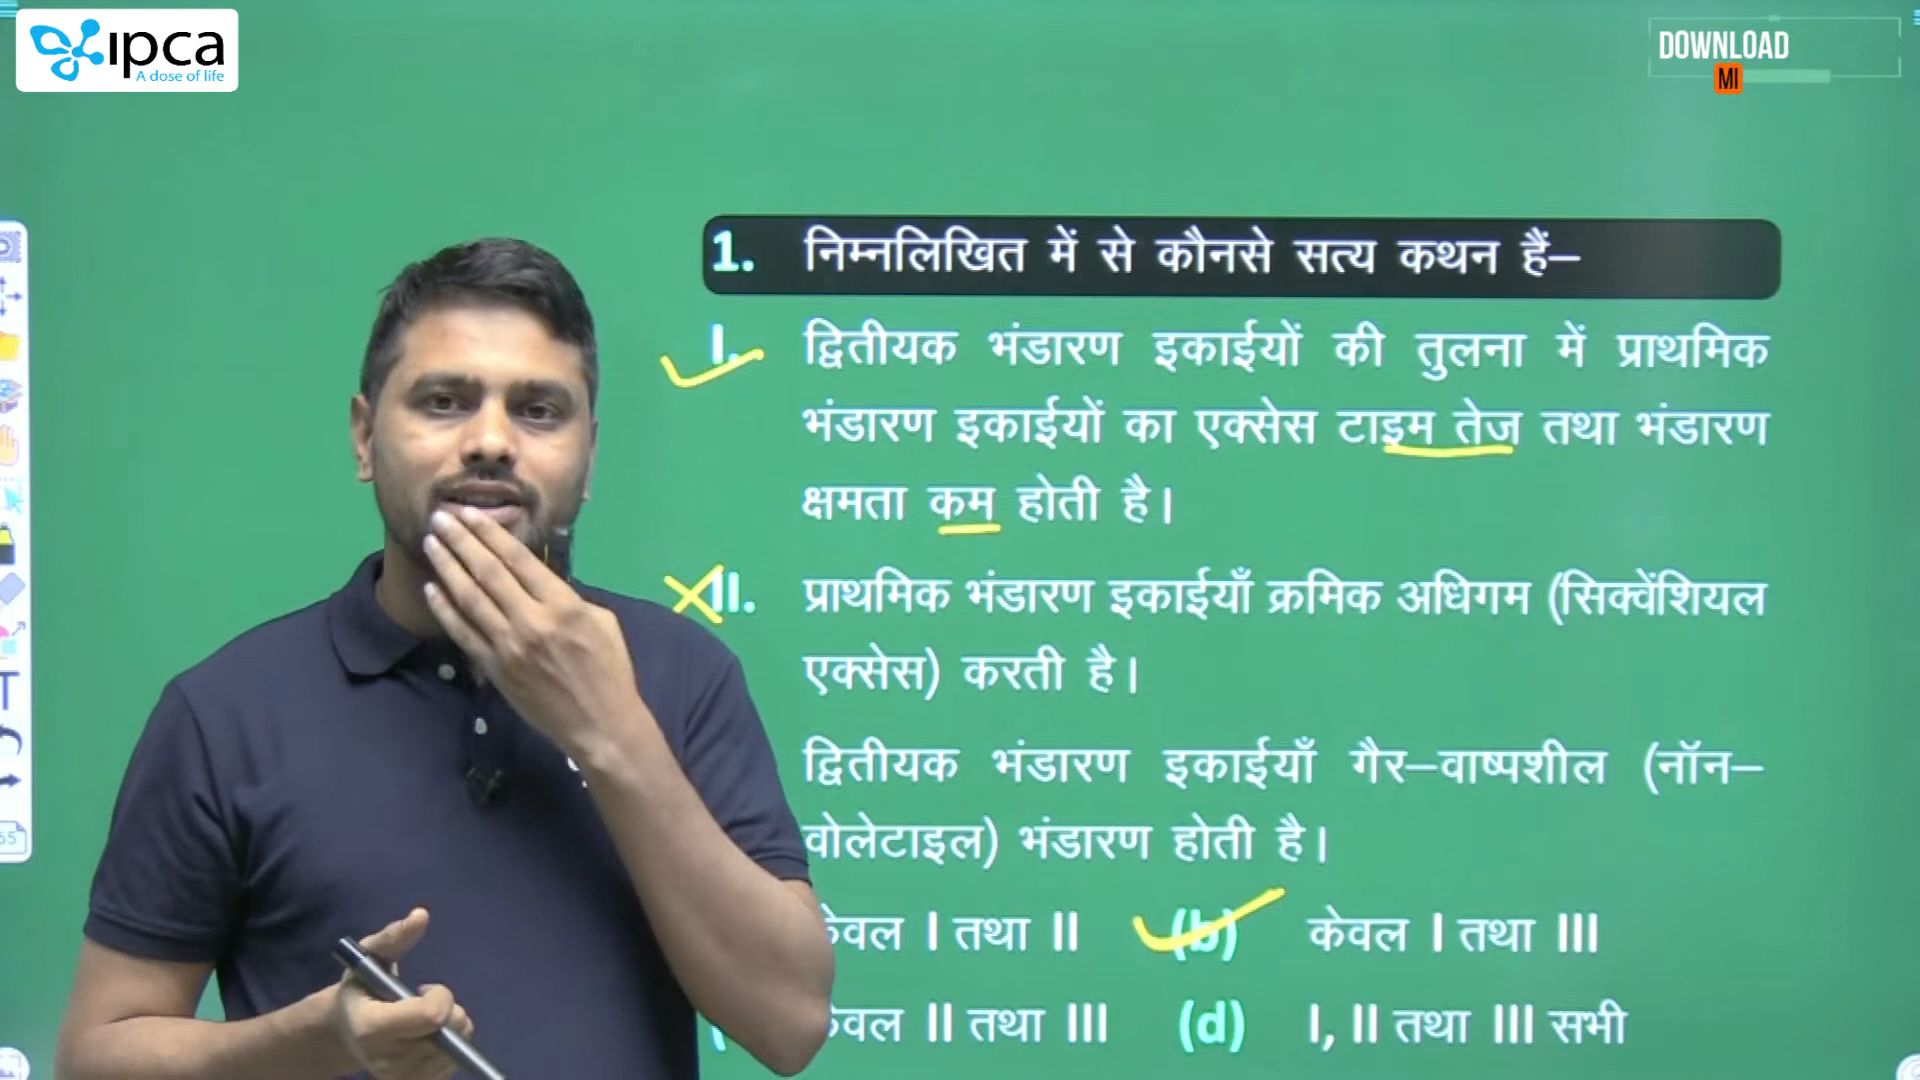 ipca
A dose of life
DOWNLOAD
MI
1. निम्नलिखित में से कौनसे सत्य कथन हैं–
I. द्वितीयक भंडारण इकाईयों की तुलना में प्राथमिक
भंडारण इकाईयों का एक्सेस टाइम तेज तथा भंडारण
क्षमता कम होती है।
II. प्राथमिक भंडारण इकाईयाँ क्रमिक अधिगम (सिक्वेंशियल
एक्सेस) करती है।
द्वितीयक भंडारण इकाईयाँ गैर–वाष्पशील (नॉन–
वोलेटाइल) भंडारण होती है।
I तथा II (b) केवल I तथा III
II तथा III (d) I, II तथा III सभी